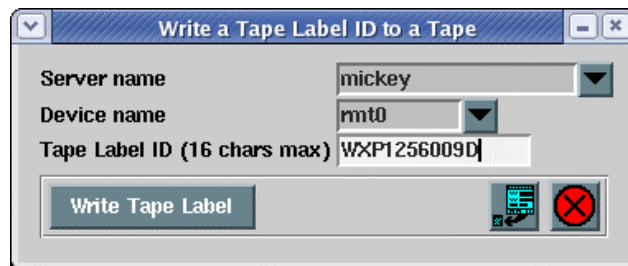 Write a Tape Label ID to a Tape
Server name mickey
Device name rmt0
Tape Label ID (16 chars max) WXP1256009D
Write Tape Label